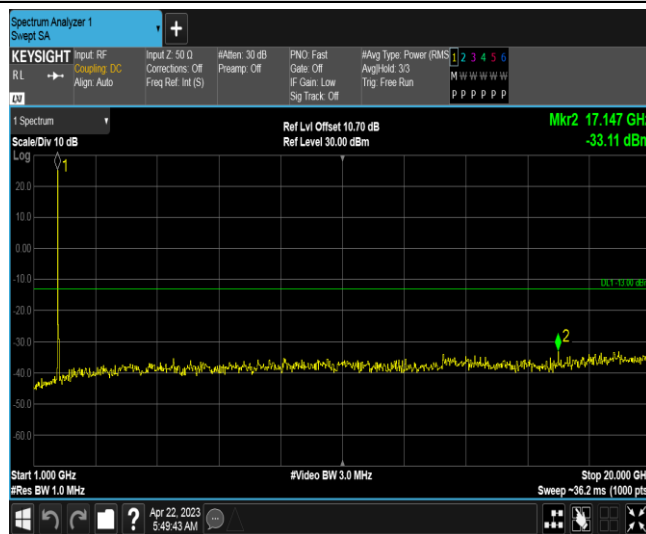 Spectrum Analyzer 1
Swept SA
+
KEYSIGHT
RL
LXI
Input: RF
Coupling: DC
Align: Auto
Input Z: 50 Ω
Corrections: Off
Freq Ref: Int (S)
#Atten: 30 dB
Preamp: Off
PNO: Fast
Gate: Off
IF Gain: Low
Sig Track: Off
#Avg Type: Power (RMS
Avg|Hold: 3/3
Trig: Free Run
1 2 3 4 5 6
M W W W W W
P P P P P P
1 Spectrum
Scale/Div 10 dB
Log
Ref Lvl Offset 10.70 dB
Ref Level 30.00 dBm
Mkr2 17.147 GH
-33.11 dBn
1
20.0
10.0
0.00
-10.0
DL1 -13.00 dB
-20.0
-30.0
2
-40.0
-50.0
-60.0
Start 1.000 GHz
#Video BW 3.0 MHz
Stop 20.000 GH
#Res BW 1.0 MHz
Sweep ~36.2 ms (1000 pts
?
Apr 22, 2023
5:49:43 AM